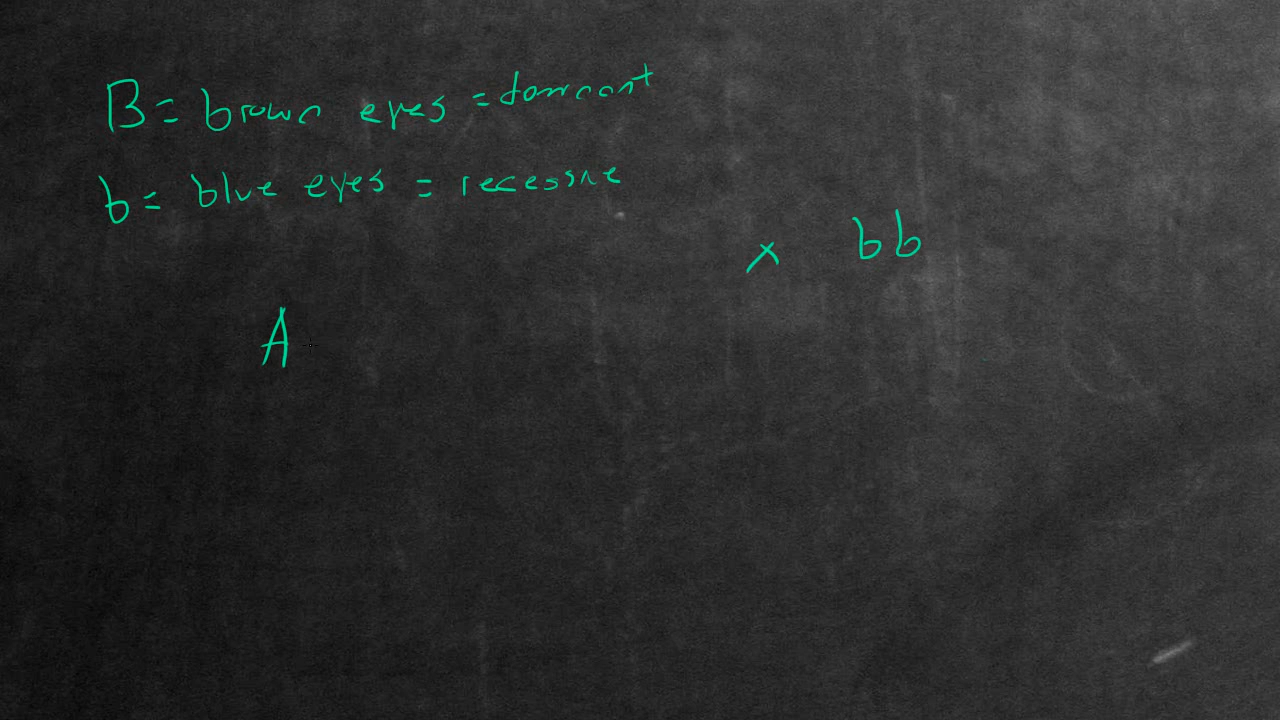 B = brown eyes = dominant
b = blue eyes = recessive
x bb
A